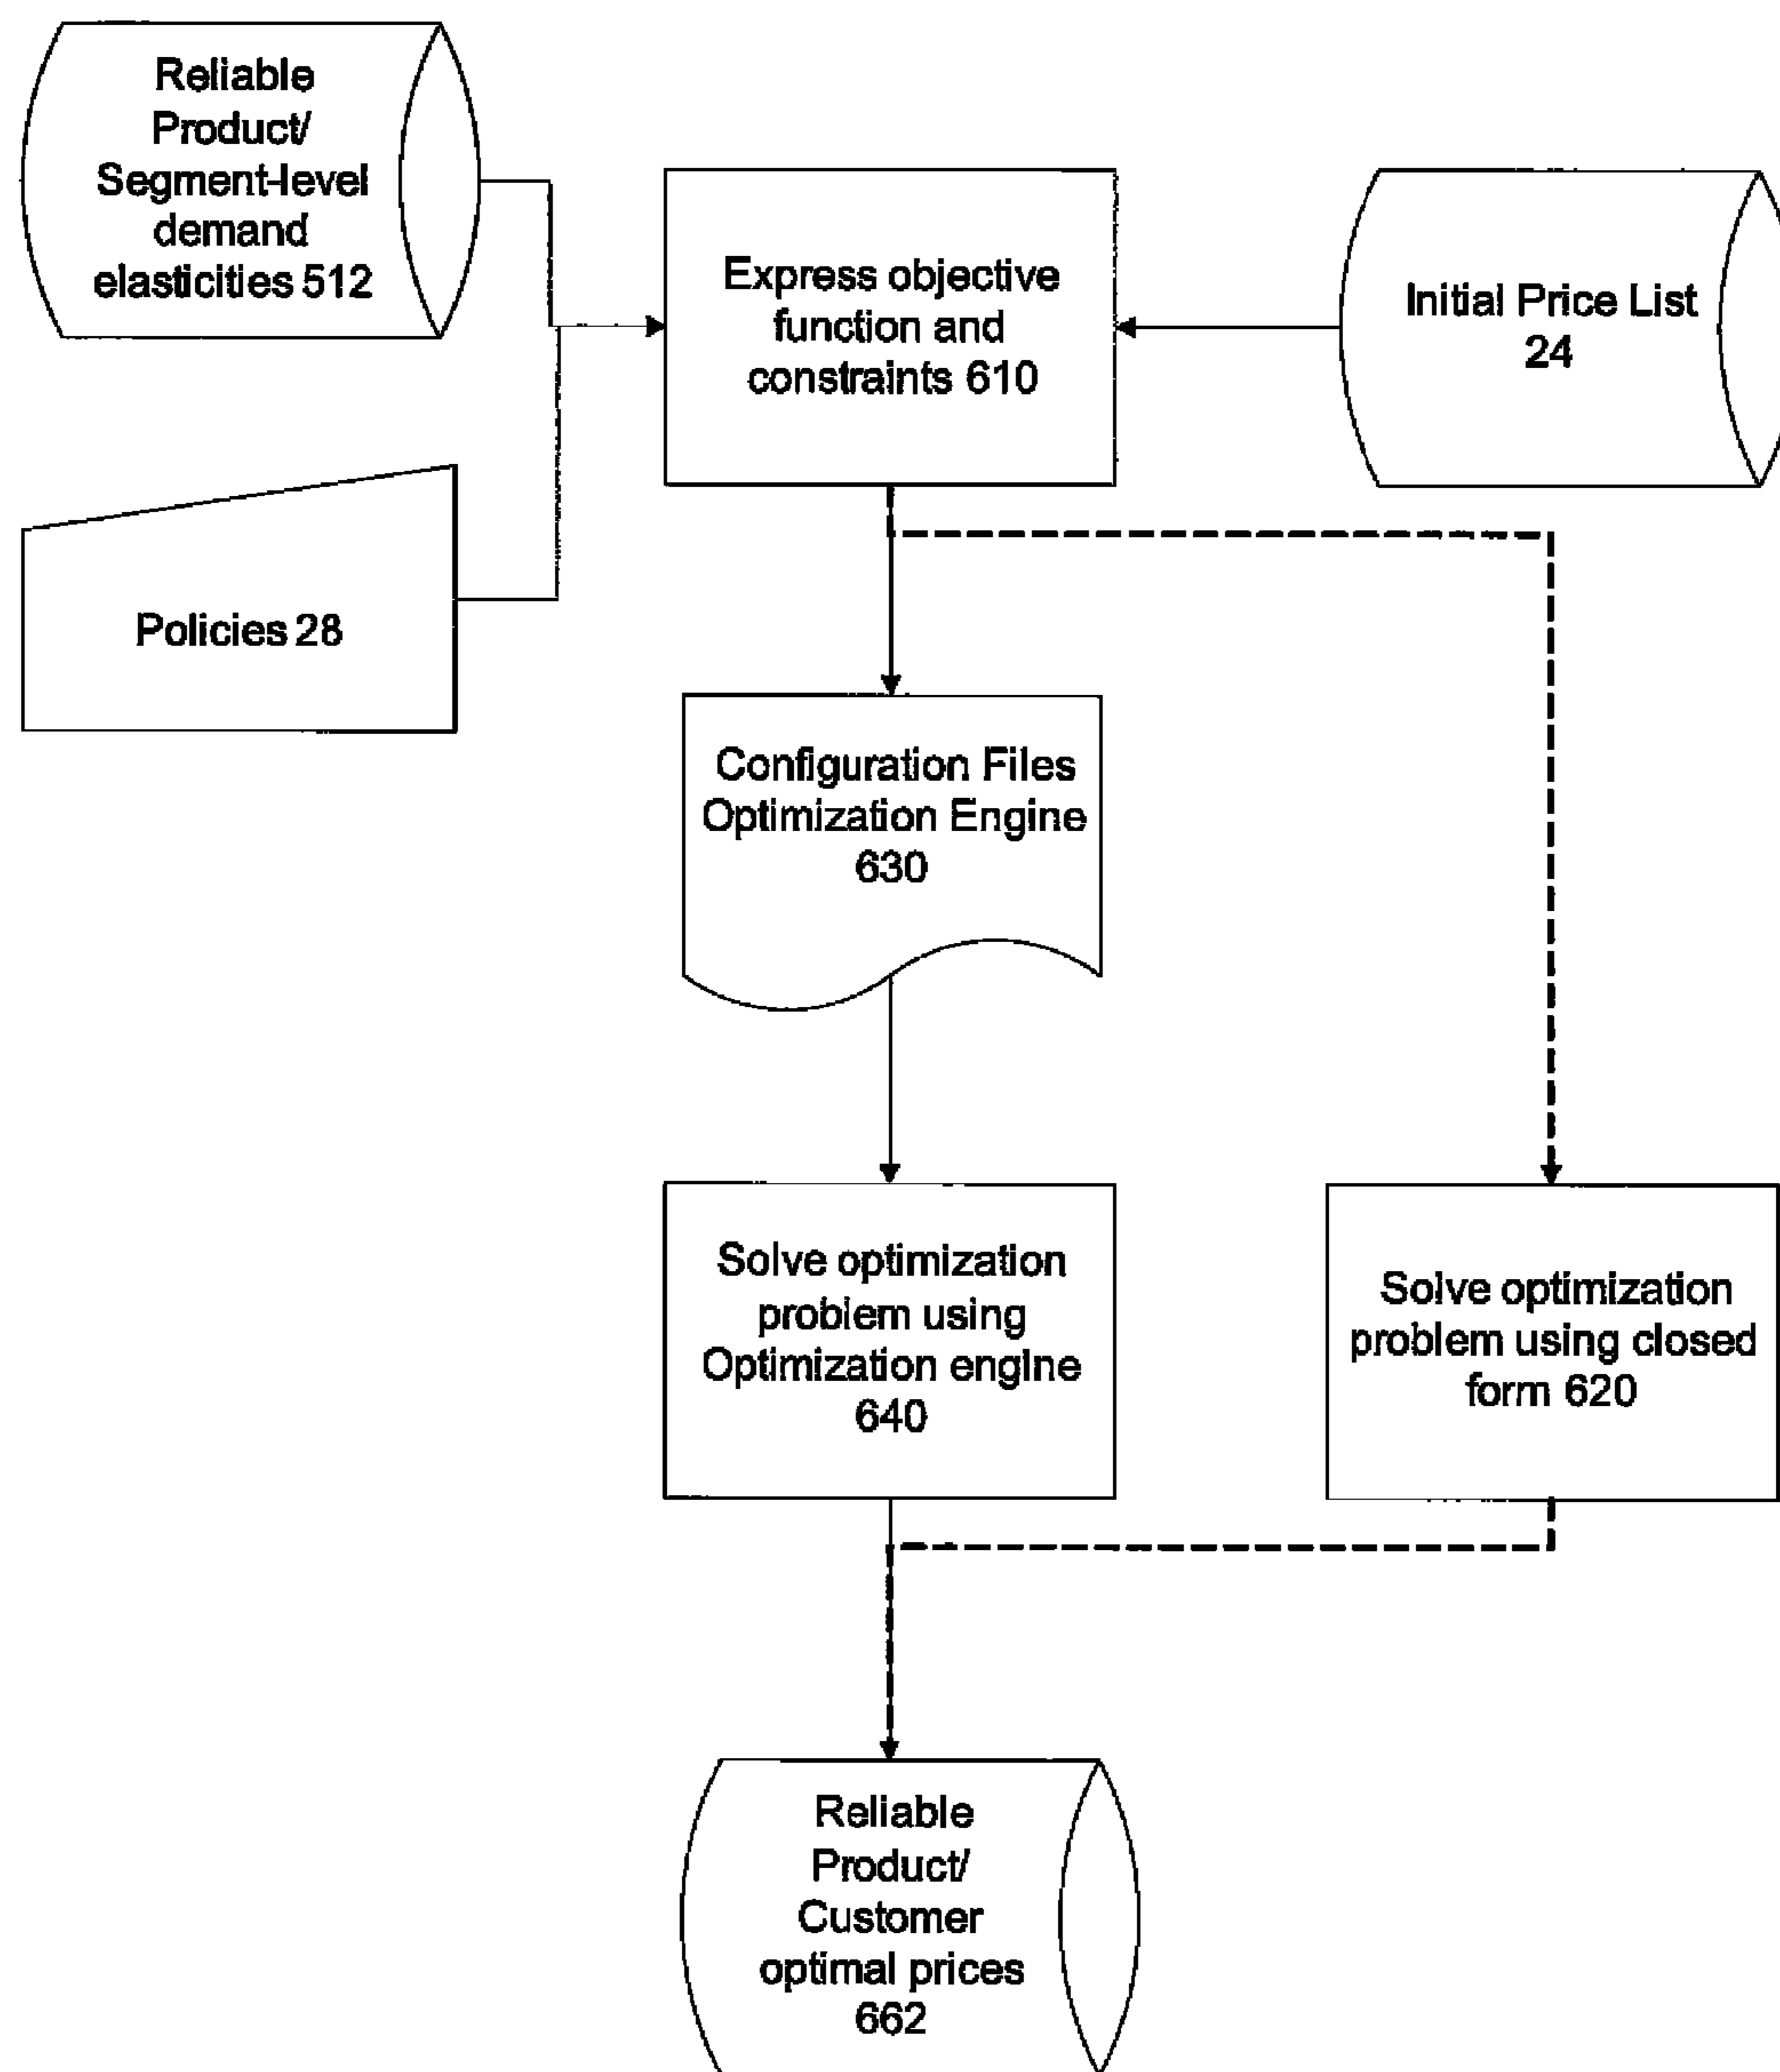 Reliable
Product/
Segment-level
demand
elasticities 512
Express objective
function and
constraints 610
Initial Price List
24
Policies 28
Configuration Files
Optimization Engine
630
Solve optimization
problem using
Optimization engine
640
Solve optimization
problem using closed
form 620
Reliable
Product/
Customer
optimal prices
662